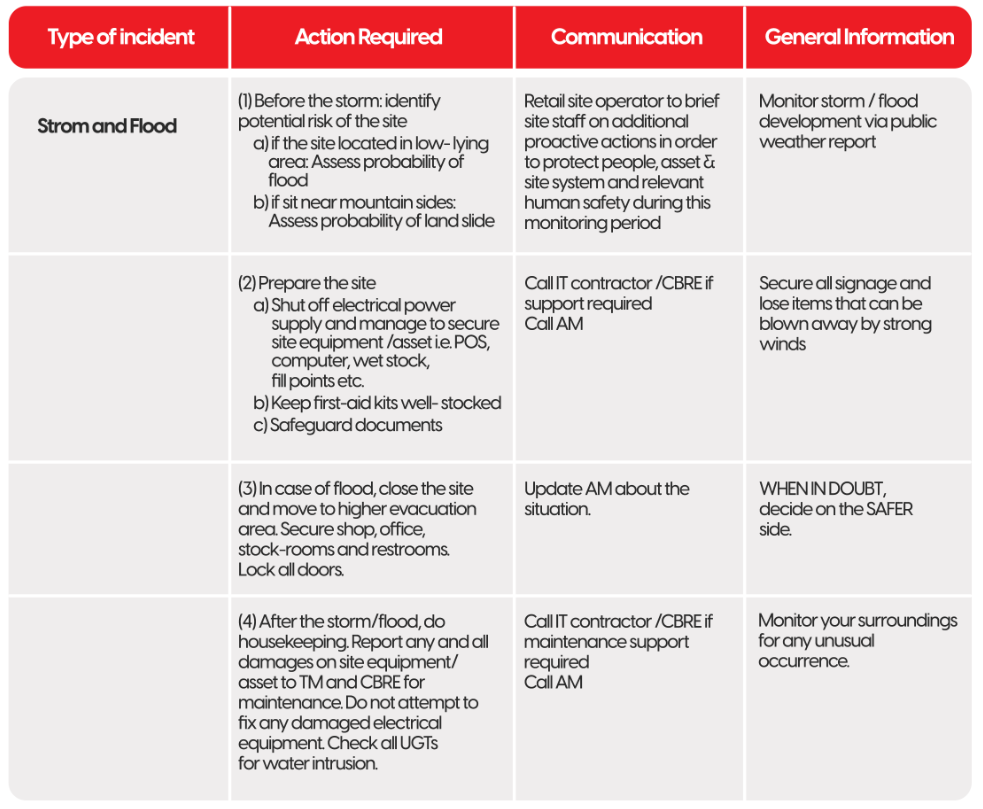 Type of incident
Action Required
Communication
General Information
Strom and Flood
(1) Before the storm: identify
potential risk of the site
a) if the site located in low- lying
area: Assess probability of
flood
b) if sit near mountain sides:
Assess probability of land slide
Retail site operator to brief
site staff on additional
proactive actions in order
to protect people, asset &
site system and relevant
human safety during this
monitoring period
Monitor storm / flood
development via public
weather report
(2) Prepare the site
a) Shut off electrical power
supply and manage to secure
site equipment /asset i.e. POS,
computer, wet stock,
fill points etc.
b) Keep first-aid kits well- stocked
c) Safeguard documents
Call IT contractor /CBRE if
support required
Call AM
Secure all signage and
lose items that can be
blown away by strong
winds
(3) In case of flood, close the site
and move to higher evacuation
area. Secure shop, office,
stock-rooms and restrooms.
Lock all doors.
Update AM about the
situation.
WHEN IN DOUBT,
decide on the SAFER
side.
(4) After the storm/flood, do
housekeeping. Report any and all
damages on site equipment/
asset to TM and CBRE for
maintenance. Do not attempt to
fix any damaged electrical
equipment. Check all UGTs
for water intrusion.
Call IT contractor /CBRE if
maintenance support
required
Call AM
Monitor your surroundings
for any unusual
occurrence.